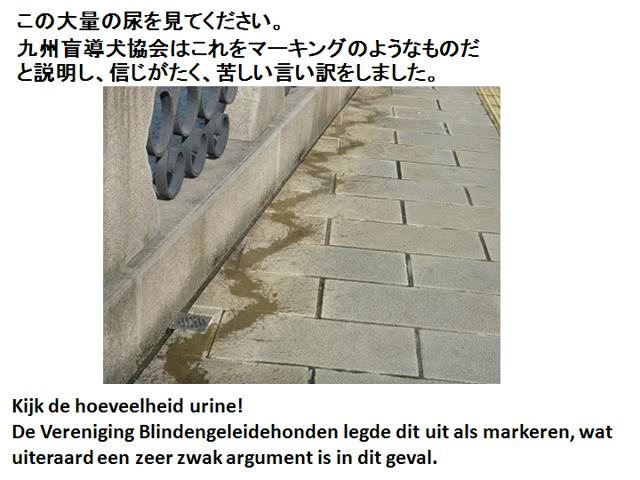 この大量の尿を見てください。
九州盲導犬協会はこれをマーキングのようなものだ
と説明し、信じがたく、苦しい言い訳をしました。
Kijk de hoeveelheid urine!
De Vereniging Blindengeleidehonden legde dit uit als markeren, wat
uiteraard een zeer zwak argument is in dit geval.